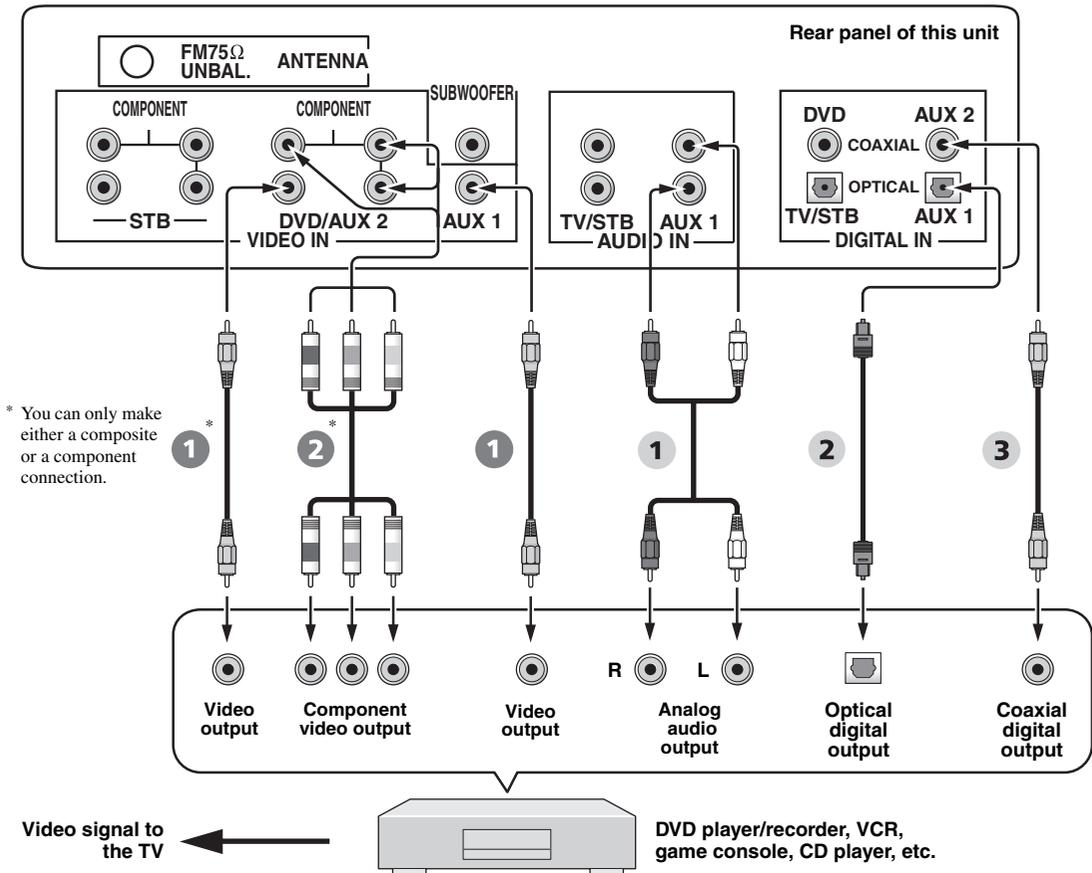 Rear panel of this unit
FM75Ω
UNBAL.
ANTENNA
COMPONENT
COMPONENT
SUBWOOFER
STB
DVD/AUX 2
AUX 1
VIDEO IN
TV/STB
AUX 1
AUDIO IN
DVD
AUX 2
COAXIAL
OPTICAL
TV/STB
AUX 1
DIGITAL IN
* You can only make
either a composite
or a component
connection.
1 *
2 *
1
1
2
3
R
L
Video
output
Component
video output
Video
output
Analog
audio
output
Optical
digital
output
Coaxial
digital
output
Video signal to
the TV
DVD player/recorder, VCR,
game console, CD player, etc.